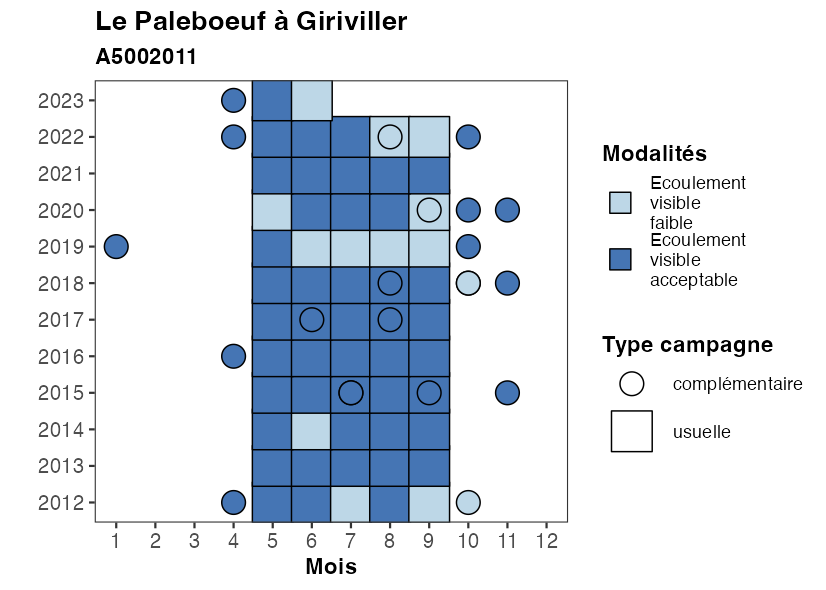 Le Paleboeuf à Giriviller
A5002011
2023
2022
2021
2020
2019
2018
2017
2016
2015
2014
2013
2012
1 2 3 4 5 6 7 8 9 10 11 12
Mois
Modalités
Ecoulement
visible
faible
Ecoulement
visible
acceptable
Type campagne
complémentaire
usuelle